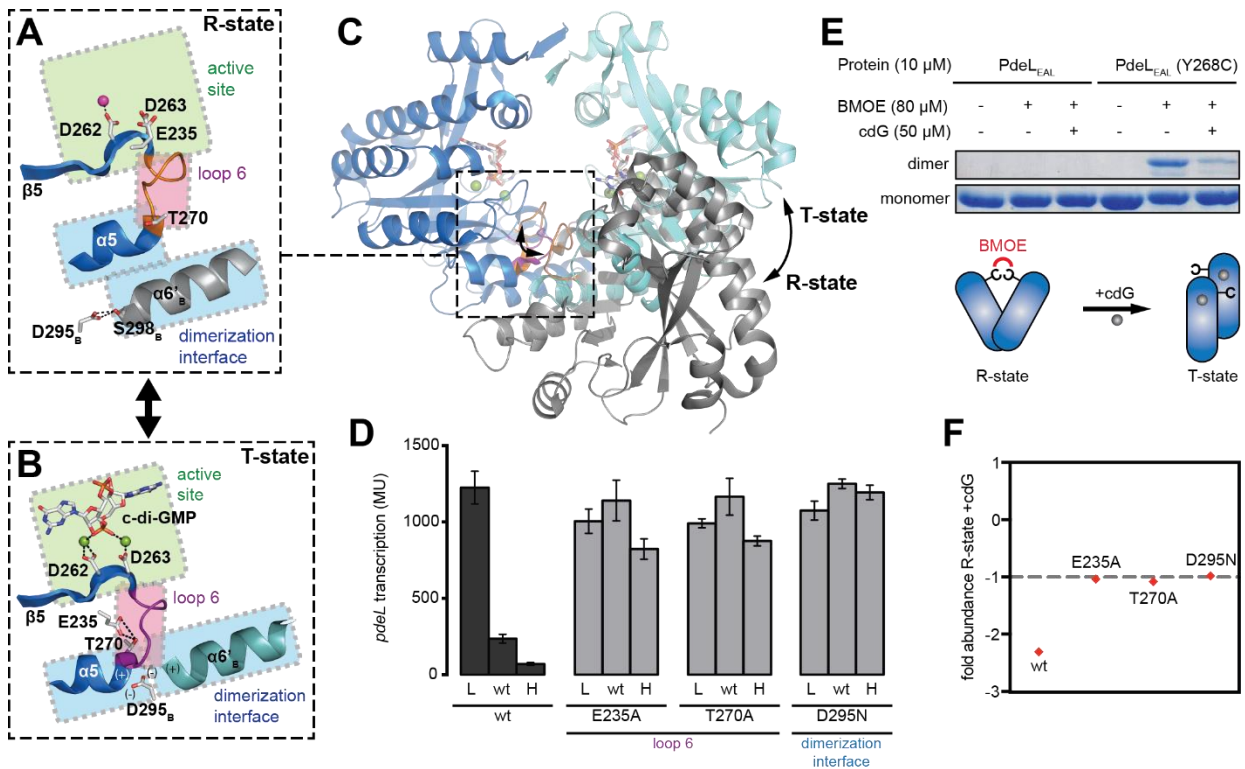 A
R-state
active
site
D263
D262
E235
loop 6
β5
T270
α5
α6'B
D295B
S298B
dimerization
interface
B
T-state
active
site
c-di-GMP
D262
D263
loop 6
β5
E235
T270
α5
(+)
(-)
(-)
(+)
α6'B
D295B
dimerization
interface
C
T-state
R-state
D
pdeL transcription (MU)
1500
1000
500
0
L wt H L wt H L wt H L wt H
wt E235A T270A D295N
loop 6 dimerization
interface
E
Protein (10 µM) PdeLEAL PdeLEAL (Y268C)
BMOE (80 µM) - + + - + +
cdG (50 µM) - - + - - +
dimer
monomer
BMOE
+cdG
C
R-state
T-state
F
fold abundance R-state +cdG
1
0
-1
-2
-3
wt
E235A
T270A
D295N